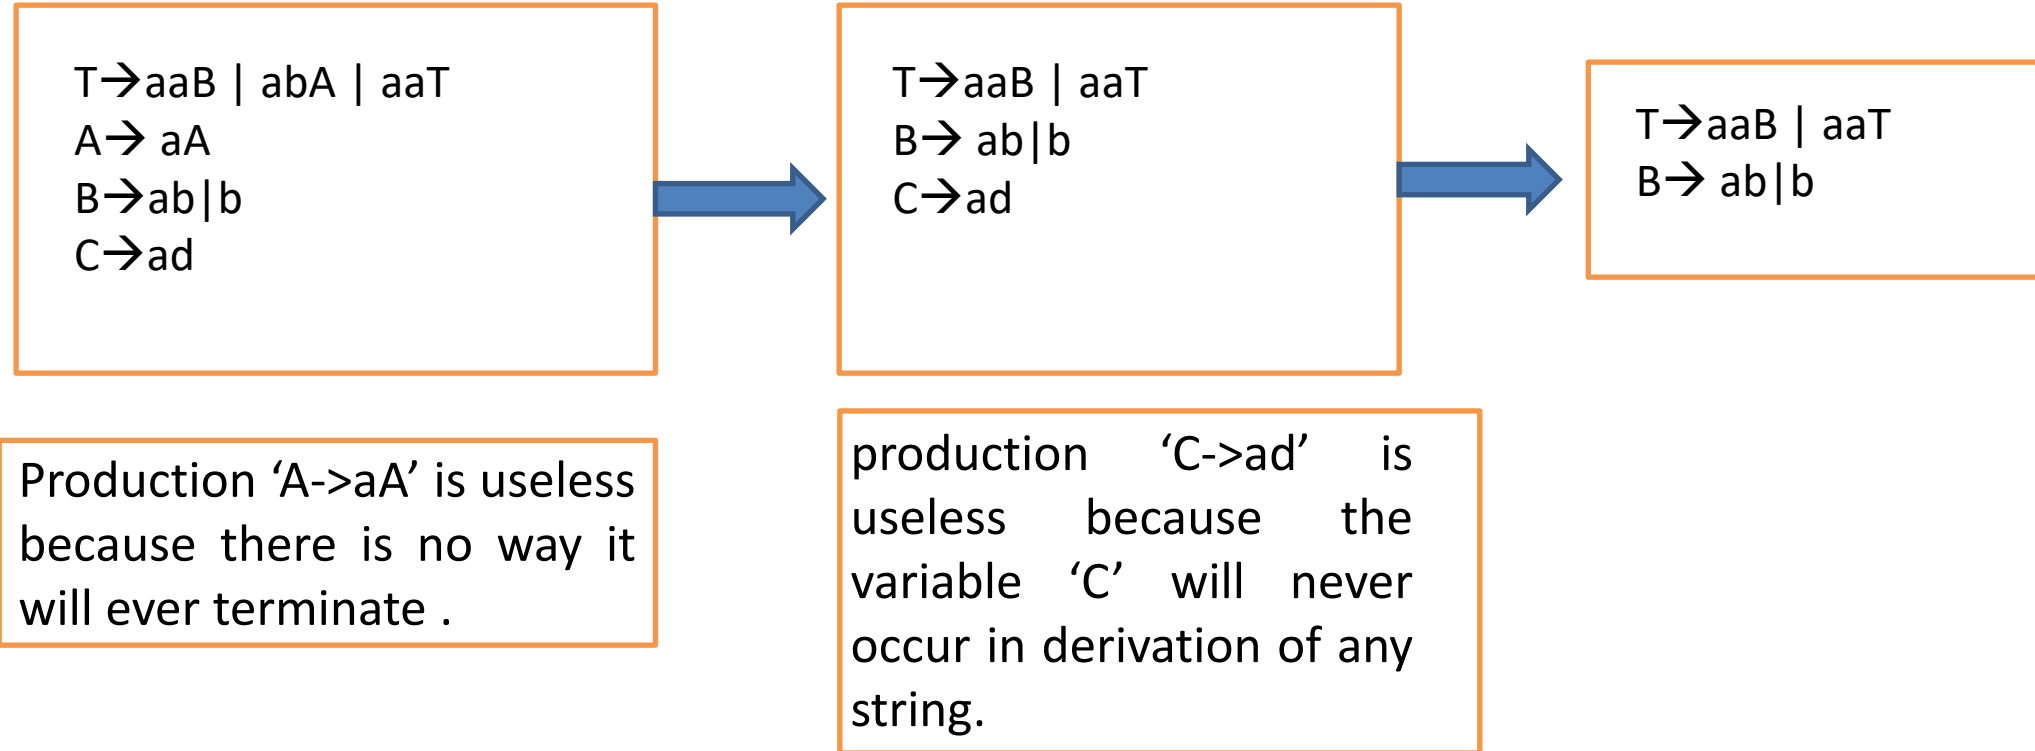 T→aaB | abA | aaT
A→ aA
B→ab|b
C→ad
T→aaB | aaT
B→ ab|b
C→ad
T→aaB | aaT
B→ ab|b
Production ‘A->aA’ is useless
because there is no way it
will ever terminate .
production ‘C->ad’ is
useless because the
variable ‘C’ will never
occur in derivation of any
string.